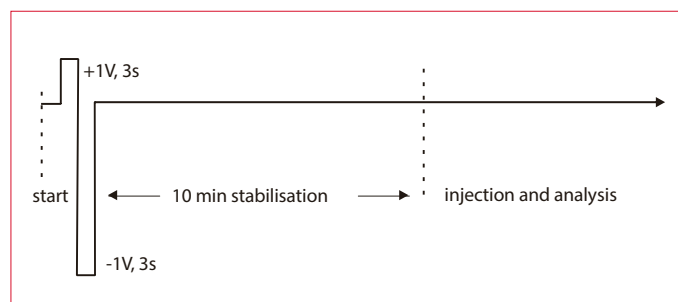 +1V, 3s
start
10 min stabilisation
injection and analysis
-1V, 3s